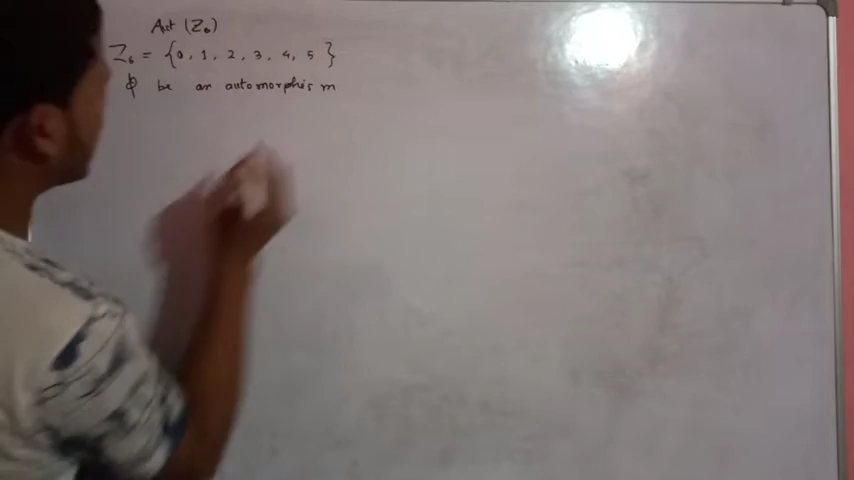 Aut (Z₆)
Z₆ = {0, 1, 2, 3, 4, 5 }
ϕ be an automorphism